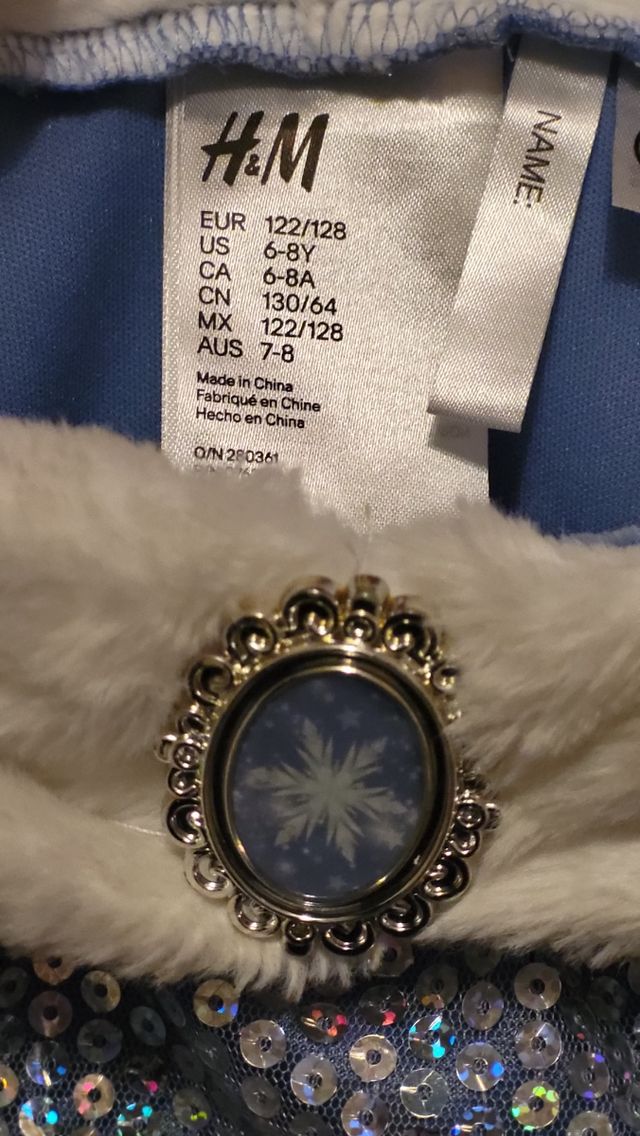 H&M
EUR 122/128
US 6-8Y
CA 6-8A
CN 130/64
MX 122/128
AUS 7-8
Made in China
Fabriqué en Chine
Hecho en China
O/N 280361
NAME: